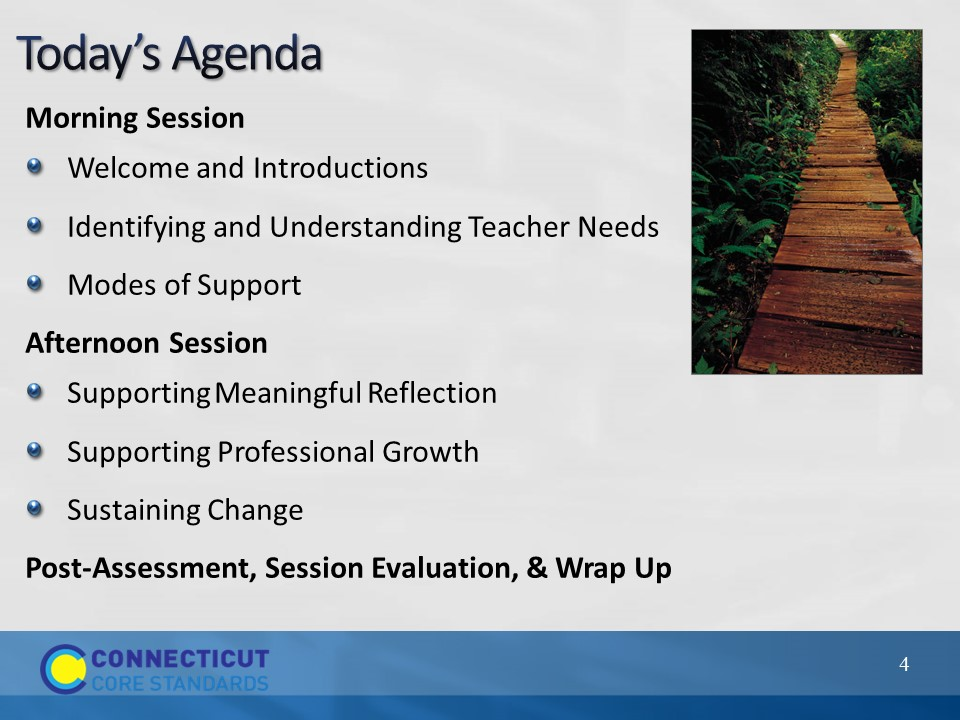 Today's Agenda
Morning Session
Welcome and Introductions
Identifying and Understanding Teacher Needs
Modes of Support
Afternoon Session
Supporting Meaningful Reflection
Supporting Professional Growth
Sustaining Change
Post-Assessment, Session Evaluation, & Wrap Up
CONNECTICUT
CORE STANDARDS
4